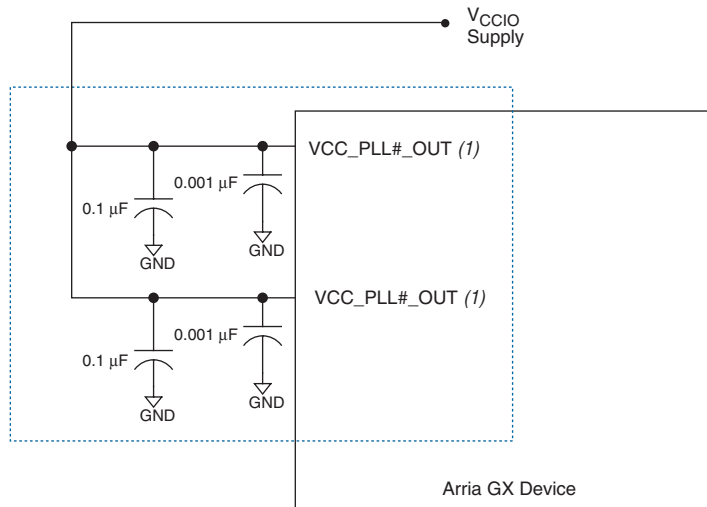 VCCIO
Supply
VCC_PLL#_OUT (1)
0.001 μF
0.1 μF
GND
GND
VCC_PLL#_OUT (1)
0.001 μF
0.1 μF
GND
GND
Arria GX Device